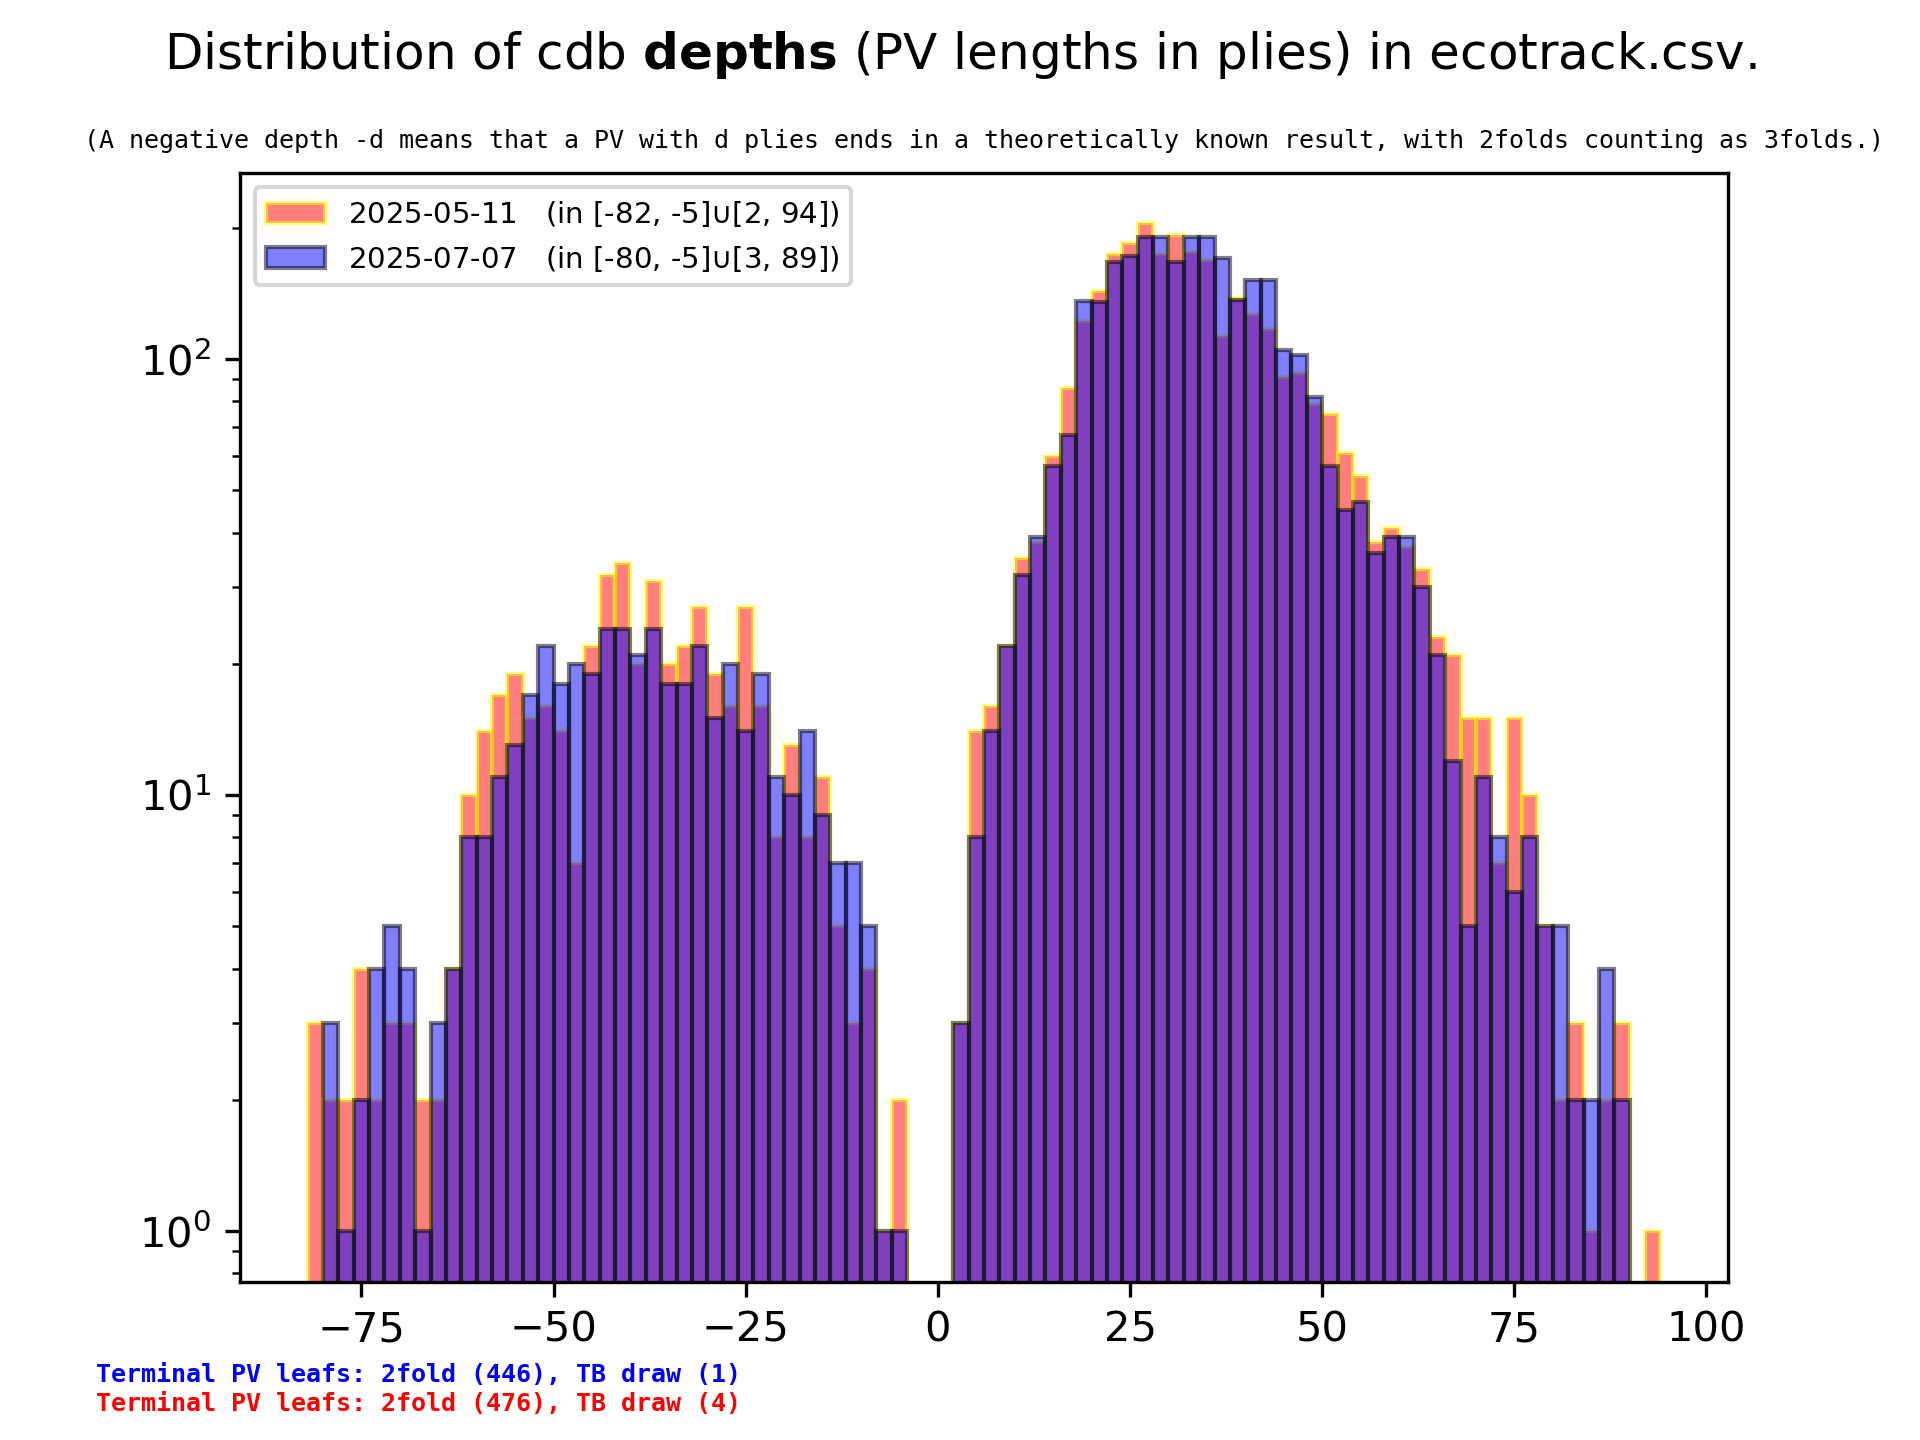 Distribution of cdb depths (PV lengths in plies) in ecotrack.csv.
(A negative depth -d means that a PV with d plies ends in a theoretically known result, with 2folds counting as 3folds.)
2025-05-11 (in [-82, -5]∪[2, 94])
2025-07-07 (in [-80, -5]∪[3, 89])
10²
10¹
10⁰
−75 −50 −25 0 25 50 75 100
Terminal PV leafs: 2fold (446), TB draw (1)
Terminal PV leafs: 2fold (476), TB draw (4)